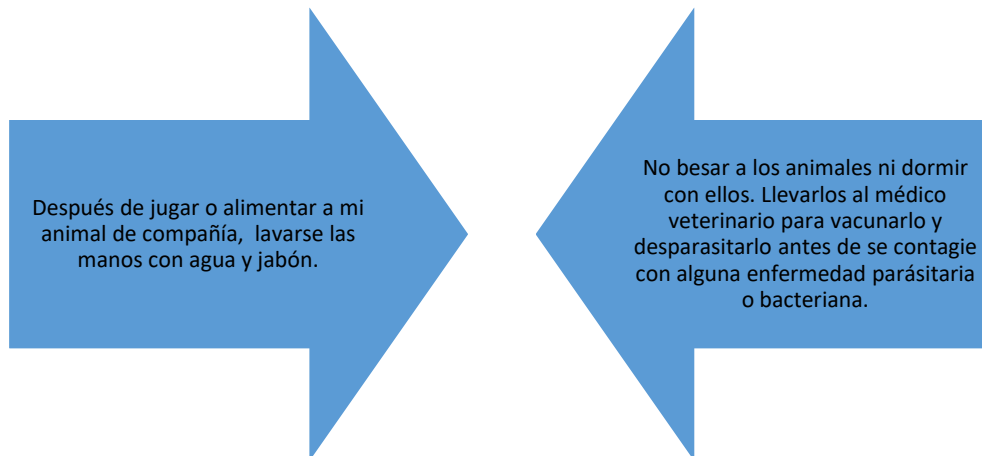 Después de jugar o alimentar a mi
animal de compañía, lavarse las
manos con agua y jabón.
No besar a los animales ni dormir
con ellos. Llevarlos al médico
veterinario para vacunarlo y
desparasitarlo antes de se contagie
con alguna enfermedad parásitaria
o bacteriana.